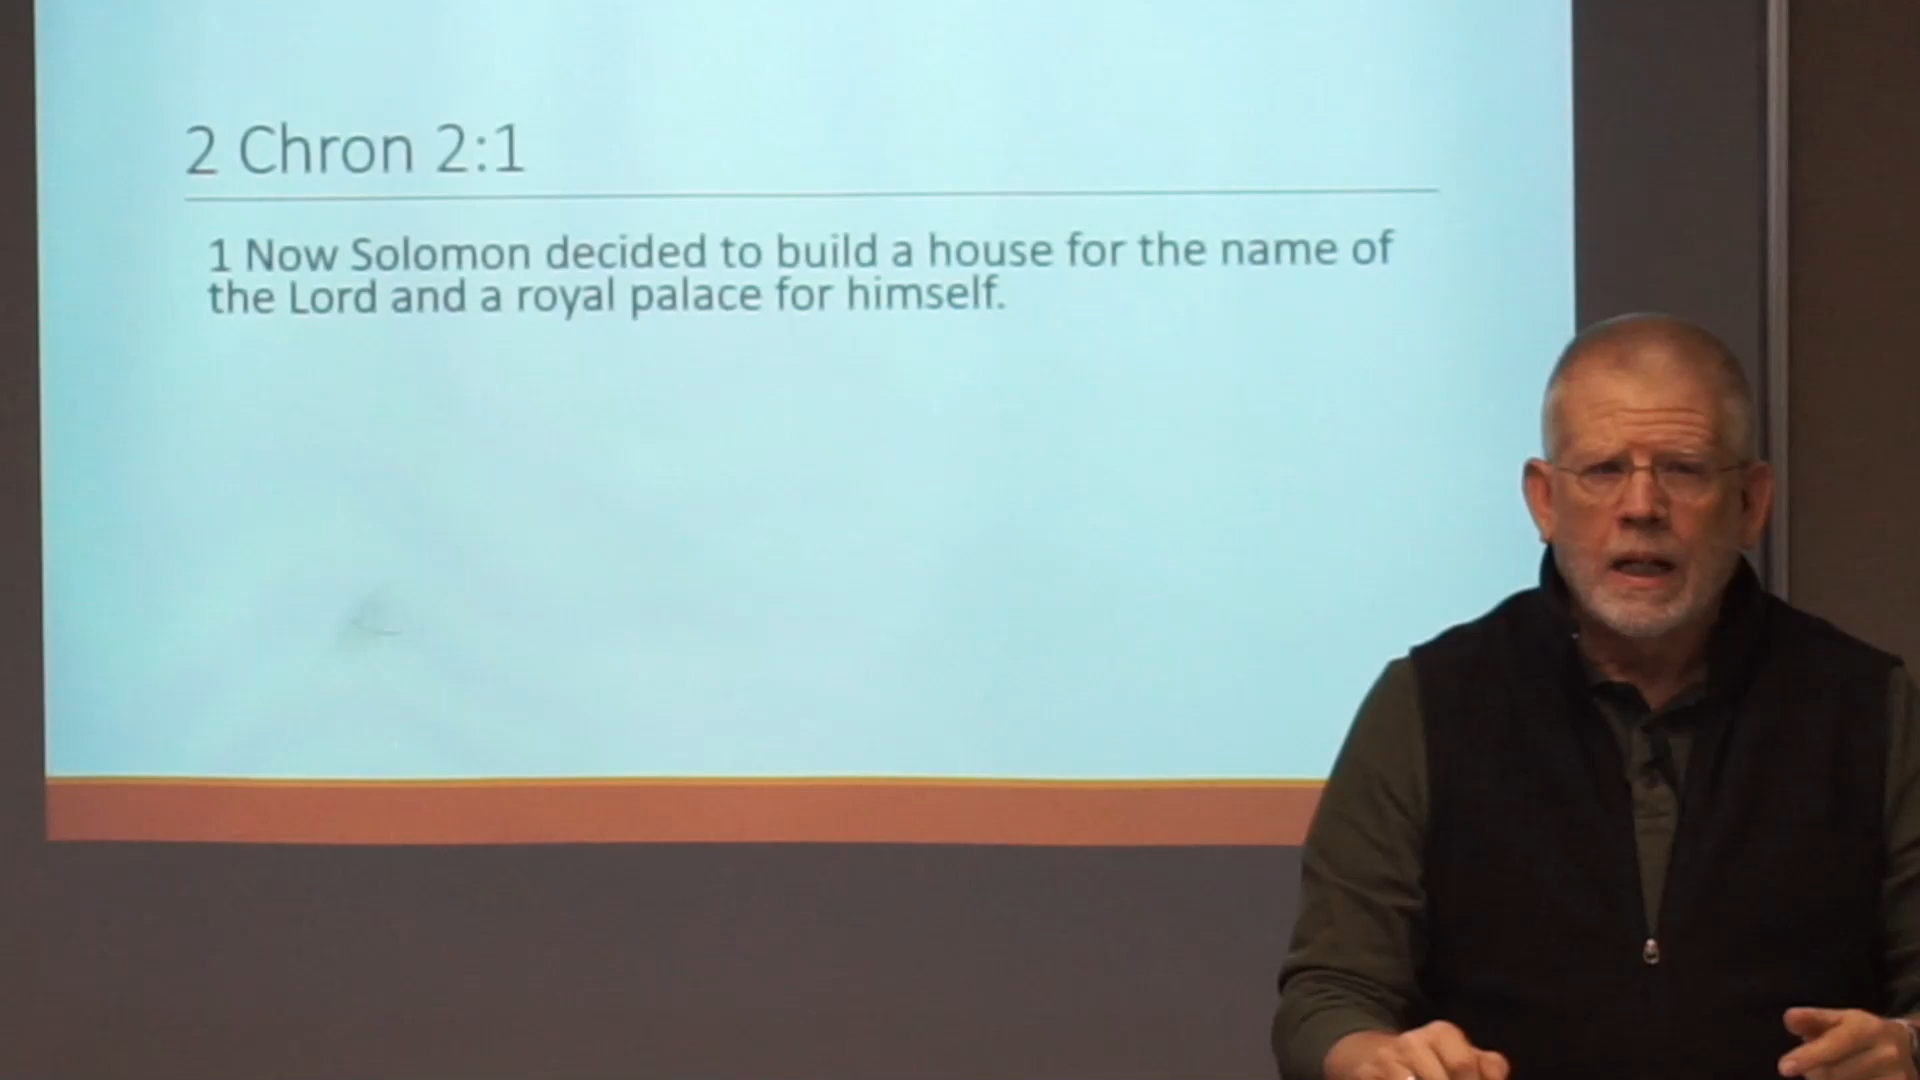 2 Chron 2:1
1 Now Solomon decided to build a house for the name of
the Lord and a royal palace for himself.